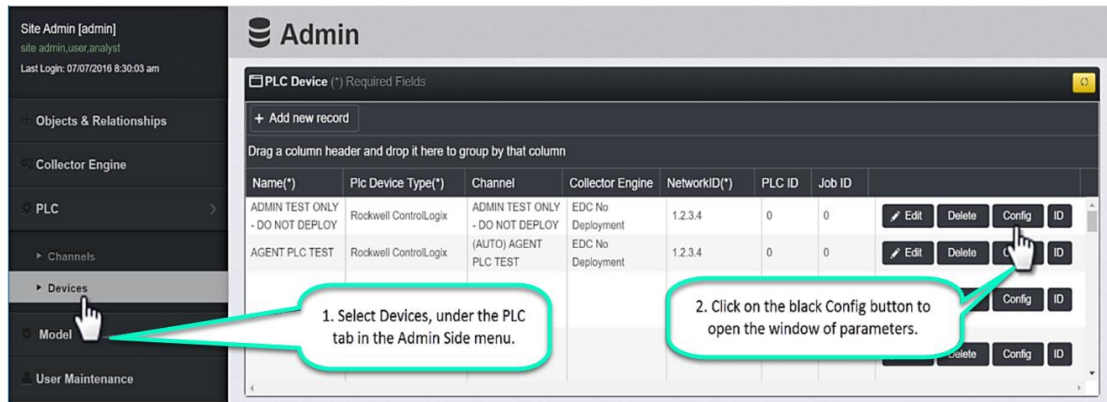 Site Admin [admin]
site admin,user,analyst
Last Login: 07/07/2016 8:30:03 am
Objects & Relationships
Collector Engine
PLC
Channels
Devices
Model
User Maintenance
Admin
PLC Device (*) Required Fields
+ Add new record
Drag a column header and drop it here to group by that column
Name(*) Plc Device Type(*) Channel Collector Engine NetworkID(*) PLC ID Job ID
ADMIN TEST ONLY - DO NOT DEPLOY Rockwell ControlLogix ADMIN TEST ONLY - DO NOT DEPLOY EDC No Deployment 1.2.3.4 0 0 Edit Delete Config ID
AGENT PLC TEST Rockwell ControlLogix (AUTO) AGENT PLC TEST EDC No Deployment 1.2.3.4 0 0 Edit Delete ID
Config ID
Delete Config ID
1. Select Devices, under the PLC
tab in the Admin Side menu.
2. Click on the black Config button to
open the window of parameters.